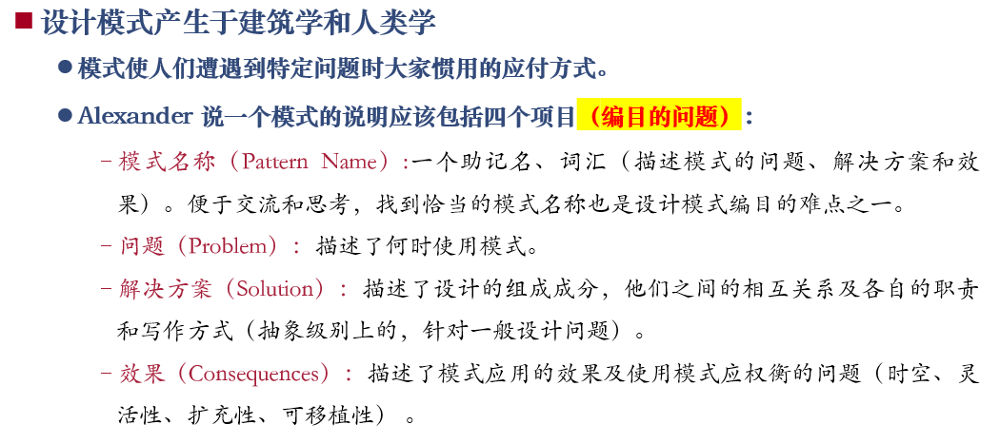 ■ 设计模式产生于建筑学和人类学
● 模式使人们遭遇到特定问题时大家惯用的应付方式。
● Alexander 说一个模式的说明应该包括四个项目（编目的问题）：
– 模式名称（Pattern Name）:一个助记名、词汇（描述模式的问题、解决方案和效
果）。便于交流和思考，找到恰当的模式名称也是设计模式编目的难点之一。
– 问题（Problem）：描述了何时使用模式。
– 解决方案（Solution）：描述了设计的组成成分，他们之间的相互关系及各自的职责
和写作方式（抽象级别上的，针对一般设计问题）。
– 效果（Consequences）：描述了模式应用的效果及使用模式应权衡的问题（时空、灵
活性、扩充性、可移植性）。